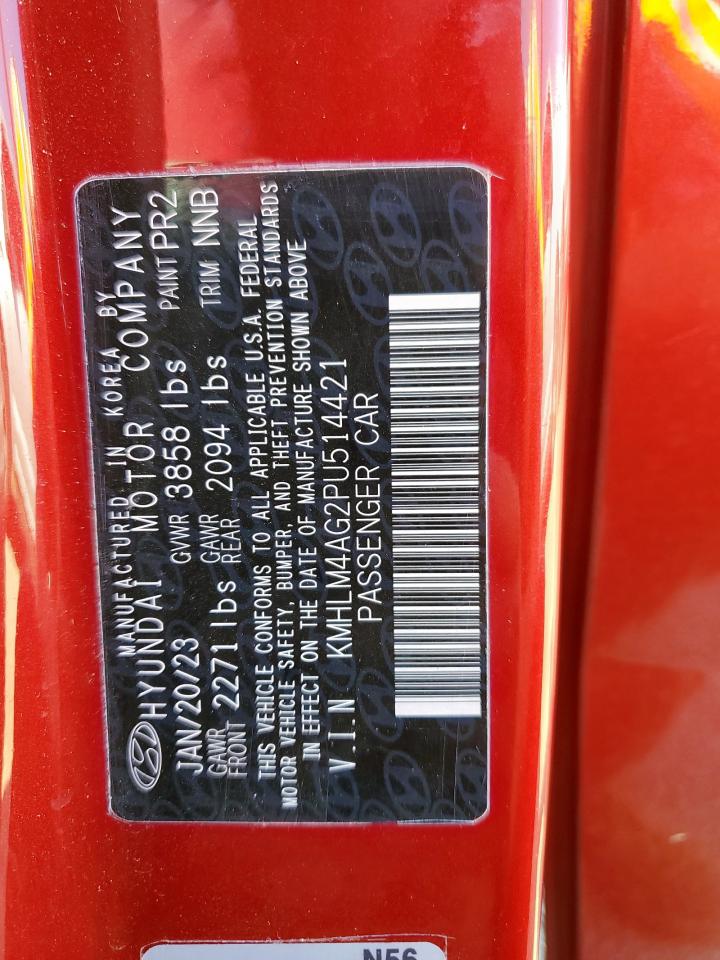 MANUFACTURED IN KOREA BY
HYUNDAI MOTOR COMPANY
JAN/20/23 GVWR 3858 lbs PAINT PR2
GAWR FRONT 2271 lbs GAWR REAR 2094 lbs TRIM NNB
THIS VEHICLE CONFORMS TO ALL APPLICABLE U.S.A. FEDERAL
MOTOR VEHICLE SAFETY, BUMPER, AND THEFT PREVENTION STANDARDS
IN EFFECT ON THE DATE OF MANUFACTURE SHOWN ABOVE
V.I.N KMHLM4AG2PU514421
PASSENGER CAR
N56